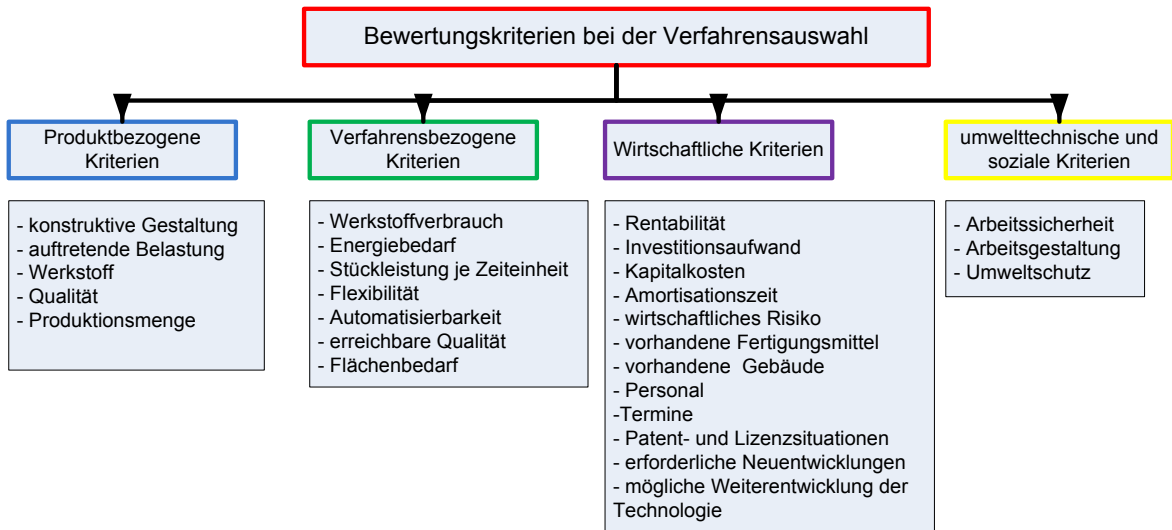 Bewertungskriterien bei der Verfahrensauswahl
Produktbezogene
Kriterien
- konstruktive Gestaltung
- auftretende Belastung
- Werkstoff
- Qualität
- Produktionsmenge
Verfahrensbezogene
Kriterien
- Werkstoffverbrauch
- Energiebedarf
- Stückleistung je Zeiteinheit
- Flexibilität
- Automatisierbarkeit
- erreichbare Qualität
- Flächenbedarf
Wirtschaftliche Kriterien
- Rentabilität
- Investitionsaufwand
- Kapitalkosten
- Amortisationszeit
- wirtschaftliches Risiko
- vorhandene Fertigungsmittel
- vorhandene Gebäude
- Personal
-Termine
- Patent- und Lizenzsituationen
- erforderliche Neuentwicklungen
- mögliche Weiterentwicklung der
Technologie
umwelttechnische und
soziale Kriterien
- Arbeitssicherheit
- Arbeitsgestaltung
- Umweltschutz